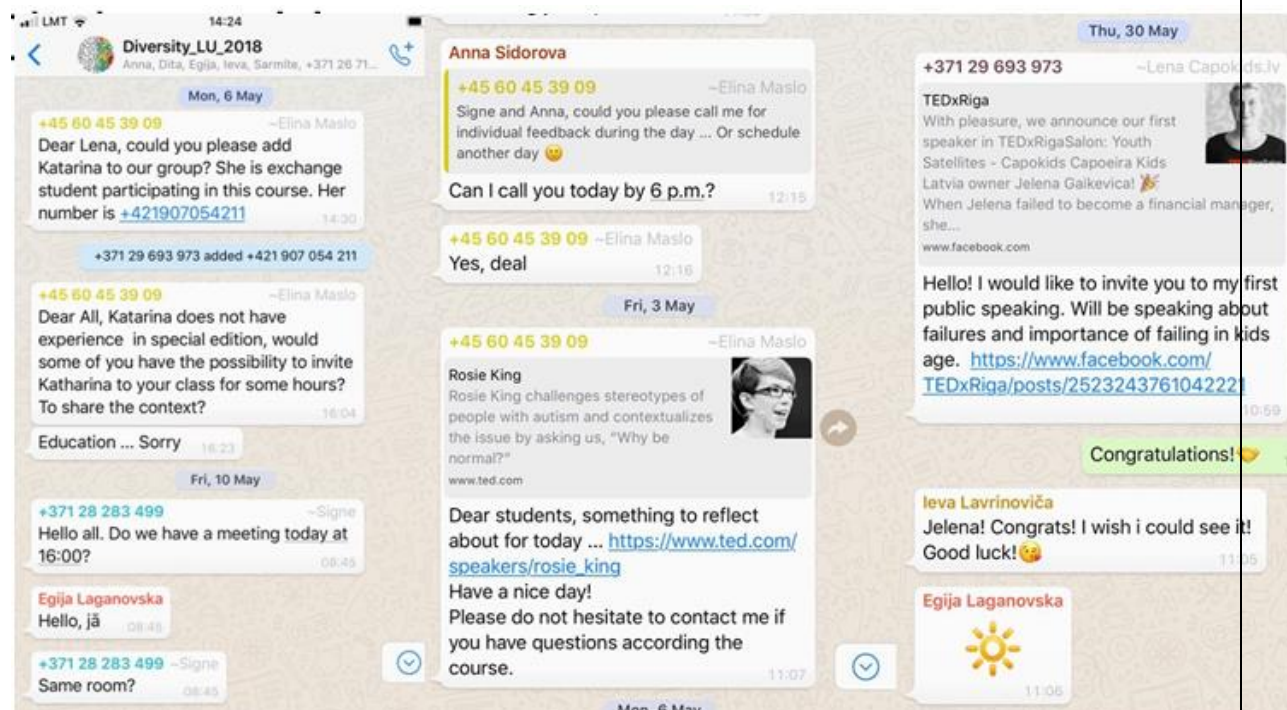 LMT 14:24
Diversity_LU_2018
Anna, Dita, Egija, Ieva, Sarmite, +371 26 71...
Mon, 6 May
+45 60 45 39 09 ~Elina Maslo
Dear Lena, could you please add
Katarina to our group? She is exchange
student participating in this course. Her
number is +421907054211 14:30
+371 29 693 973 added +421 907 054 211
+45 60 45 39 09 ~Elina Maslo
Dear All, Katarina does not have
experience in special edition, would
some of you have the possibility to invite
Katharina to your class for some hours?
To share the context? 16:04
Education ... Sorry 16:23
Fri, 10 May
+371 28 283 499 ~Signe
Hello all. Do we have a meeting today at
16:00? 08:45
Egija Laganovska
Hello, jā 08:45
+371 28 283 499 ~Signe
Same room? 08:45
Anna Sidorova
+45 60 45 39 09 ~Elina Maslo
Signe and Anna, could you please call me for
individual feedback during the day ... Or schedule
another day 🙂
Can I call you today by 6 p.m.? 12:15
+45 60 45 39 09 ~Elina Maslo
Yes, deal 12:16
Fri, 3 May
+45 60 45 39 09 ~Elina Maslo
Rosie King
Rosie King challenges stereotypes of
people with autism and contextualizes
the issue by asking us, "Why be
normal?"
www.ted.com
Dear students, something to reflect
about for today ... https://www.ted.com/
speakers/rosie_king
Have a nice day!
Please do not hesitate to contact me if
you have questions according the
course. 11:07
Mon, 6 May
Thu, 30 May
+371 29 693 973 ~Lena Capokids.lv
TEDxRiga
With pleasure, we announce our first
speaker in TEDxRigaSalon: Youth
Satellites - Capokids Capoeira Kids
Latvia owner Jelena Gaikevica! 🎉
When Jelena failed to become a financial manager,
she...
www.facebook.com
Hello! I would like to invite you to my first
public speaking. Will be speaking about
failures and importance of failing in kids
age. https://www.facebook.com/
TEDxRiga/posts/2523243761042221
10:59
Congratulations!🤝
Ieva Lavrinoviča
Jelena! Congrats! I wish i could see it!
Good luck!😘 11:05
Egija Laganovska
☀️
11:06